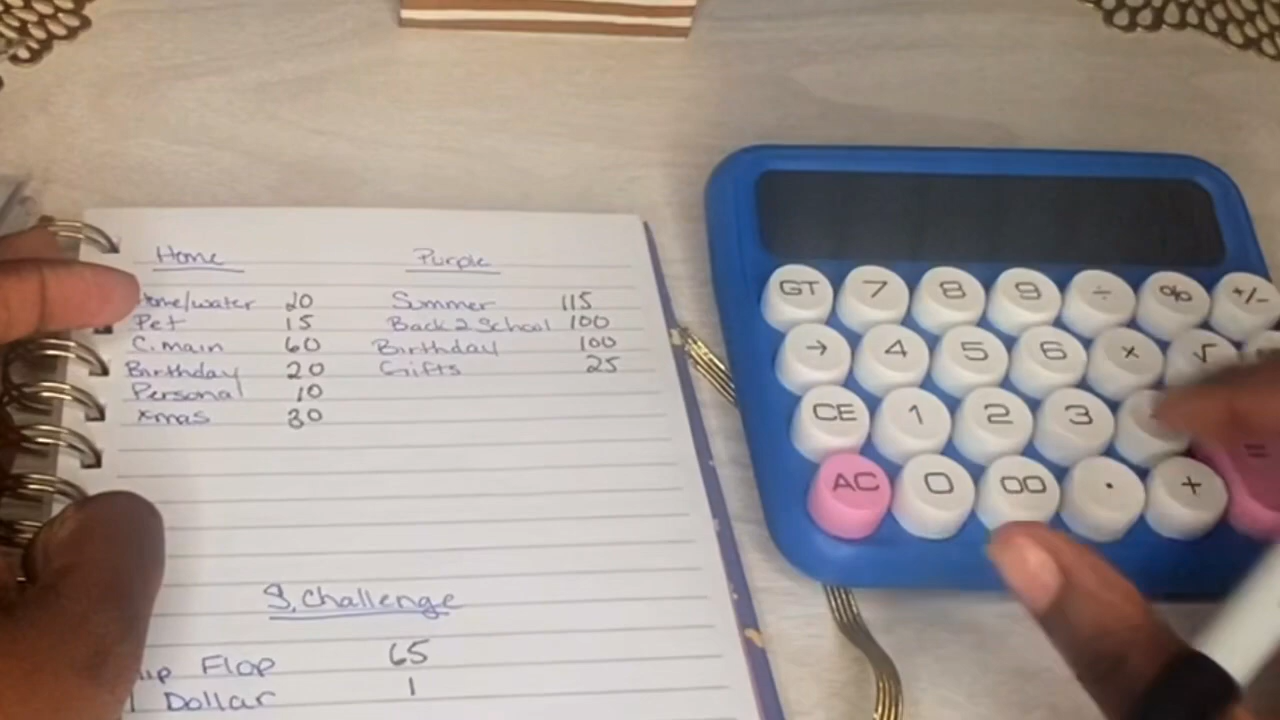 Home
Home/water 20
Pet 15
C. main 60
Birthday 20
Personal 10
xmas 30
Purple
Summer 115
Back 2 School 100
Birthday 100
Gifts 25
S. Challenge
Flop 65
1 Dollar 1
GT 7 8 9 ÷ % +/-
→ 4 5 6 × √
CE 1 2 3
AC 0 00 . +
=